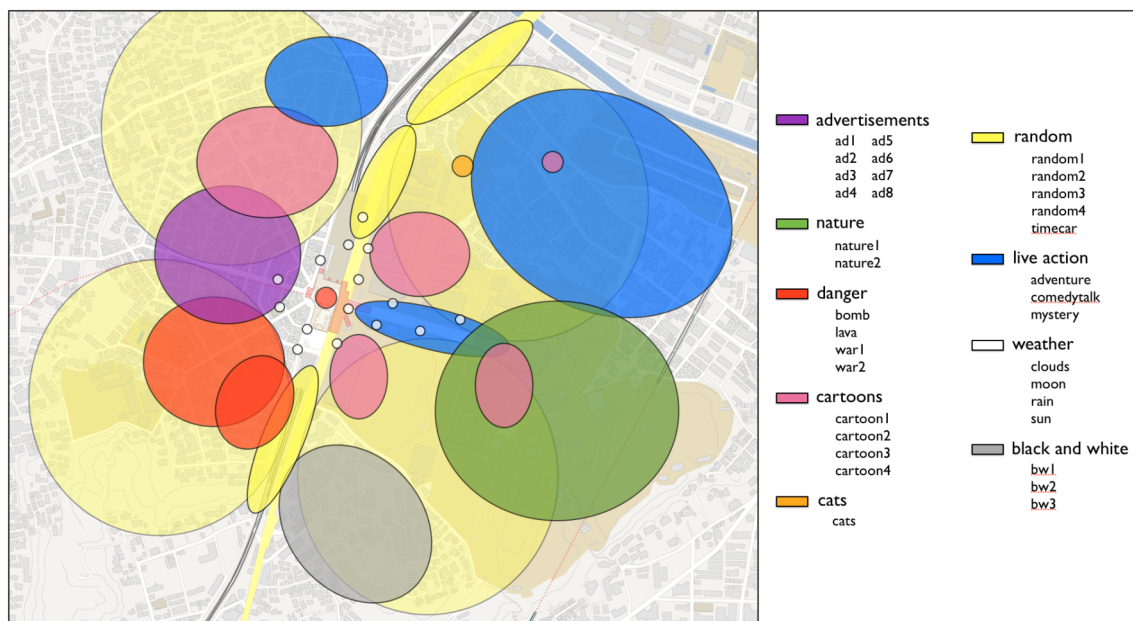 advertisements
ad1 ad5
ad2 ad6
ad3 ad7
ad4 ad8
nature
nature1
nature2
danger
bomb
lava
war1
war2
cartoons
cartoon1
cartoon2
cartoon3
cartoon4
cats
cats
random
random1
random2
random3
random4
timecar
live action
adventure
comedytalk
mystery
weather
clouds
moon
rain
sun
black and white
bw1
bw2
bw3